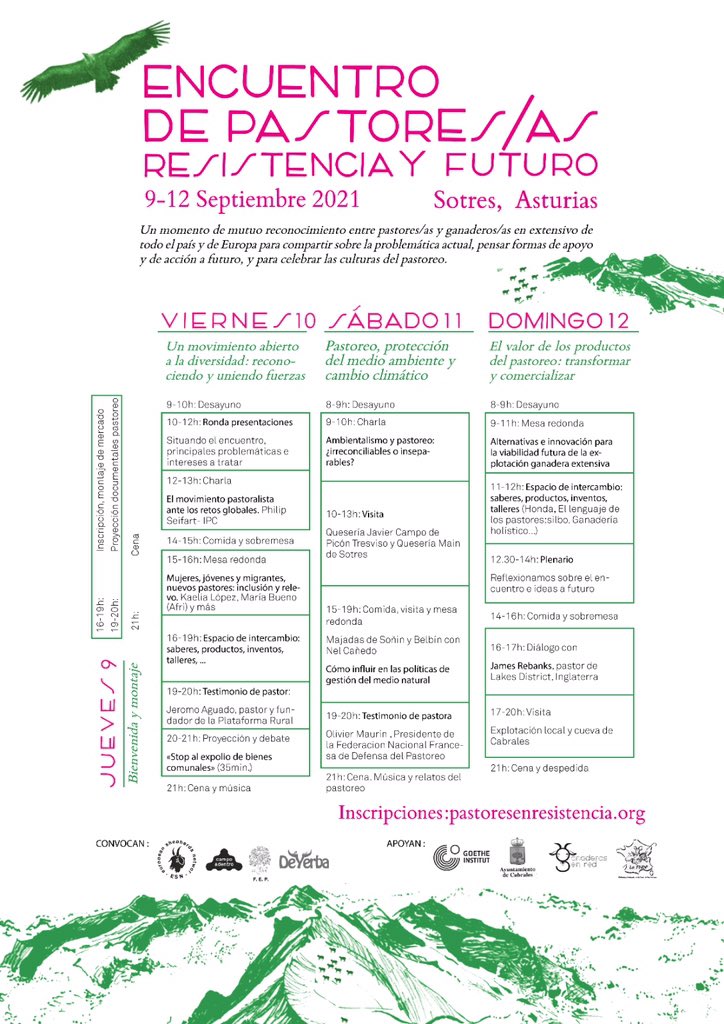 ENCUENTRO
DE PASTORES/AS
RESISTENCIA Y FUTURO
9-12 Septiembre 2021 Sotres, Asturias
Un momento de mutuo reconocimiento entre pastores/as y ganaderos/as en extensivo de
todo el país y de Europa para compartir sobre la problemática actual, pensar formas de apoyo
y de acción a futuro, y para celebrar las culturas del pastoreo.
JUEVES 9
Bienvenida y montaje
16-19h: Inscripción, montaje de mercado
19-20h: Proyección documentales pastoreo
21h: Cena
VIERNES 10
Un movimiento abierto
a la diversidad: recono-
ciendo y uniendo fuerzas
9-10h: Desayuno
10-12h: Ronda presentaciones
Situando el encuentro,
principales problemáticas e
intereses a tratar
12-13h: Charla
El movimiento pastoralista
ante los retos globales. Philip
Seifart- IPC
14-15h: Comida y sobremesa
15-16h: Mesa redonda
Mujeres, jóvenes y migrantes,
nuevos pastores: inclusión y rele-
vo. Kaelia López, María Bueno
(Afri) y más
16-19h: Espacio de intercambio:
saberes, productos, inventos,
talleres, ...
19-20h: Testimonio de pastor:
Jeromo Aguado, pastor y fun-
dador de la Plataforma Rural
20-21h: Proyección y debate
«Stop al expolio de bienes
comunales» (35min.)
21h: Cena y música
SÁBADO 11
Pastoreo, protección
del medio ambiente y
cambio climático
8-9h: Desayuno
9-10h: Charla
Ambientalismo y pastoreo:
¿irreconciliables o insepa-
rables?
10-13h: Visita
Quesería Javier Campo de
Picón Tresviso y Quesería Main
de Sotres
15-19h: Comida, visita y mesa
redonda
Majadas de Soñin y Belbín con
Nel Cañedo
Cómo influir en las políticas de
gestión del medio natural
19-20h: Testimonio de pastora
Olivier Maurin , Presidente de
la Federacion Nacional France-
sa de Defensa del Pastoreo
21h: Cena. Música y relatos del
pastoreo
DOMINGO 12
El valor de los productos
del pastoreo: transformar
y comercializar
8-9h: Desayuno
9-11h: Mesa redonda
Alternativas e innovación para
la viabilidad futura de la ex-
plotación ganadera extensiva
11-12h: Espacio de intercambio:
saberes, productos, inventos,
talleres (Honda, El lenguaje de
los pastores:silbo, Ganadería
holística...)
12.30-14h: Plenario
Reflexionamos sobre el en-
cuentro e ideas a futuro
14-16h: Comida y sobremesa
16-17h: Diálogo con
James Rebanks, pastor de
Lakes District, Inglaterra
17-20h: Visita
Explotación local y cueva de
Cabrales
21h: Cena y despedida
Inscripciones:pastoresenresistencia.org
CONVOCAN :
european shepherds network
ESN
campo
adentro
P. E. P.
DeYerba
APOYAN :
GOETHE
INSTITUT
Ayuntamiento
de Cabrales
ganaderas
en red